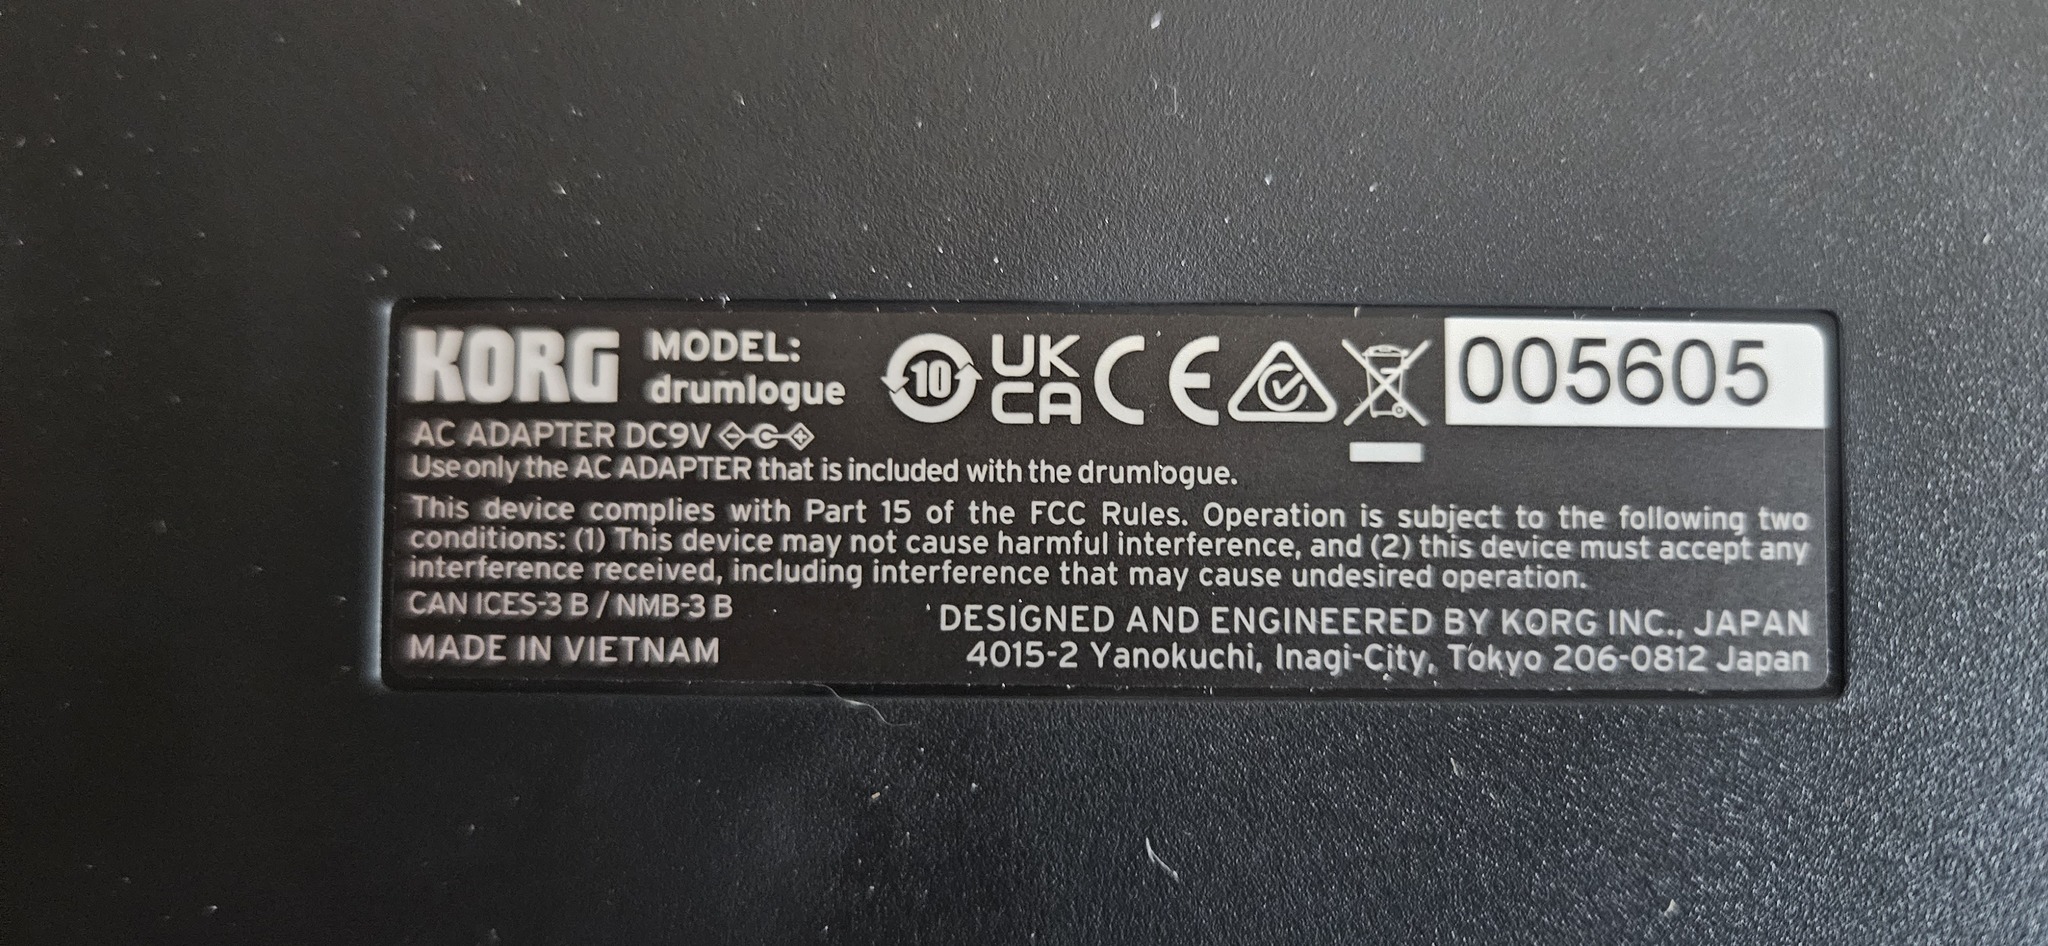 KORG MODEL: drumlogue
10 UK CA CE 005605
AC ADAPTER DC9V
Use only the AC ADAPTER that is included with the drumlogue.
This device complies with Part 15 of the FCC Rules. Operation is subject to the following two
conditions: (1) This device may not cause harmful interference, and (2) this device must accept any
interference received, including interference that may cause undesired operation.
CAN ICES-3 B / NMB-3 B
MADE IN VIETNAM
DESIGNED AND ENGINEERED BY KORG INC., JAPAN
4015-2 Yanokuchi, Inagi-City, Tokyo 206-0812 Japan